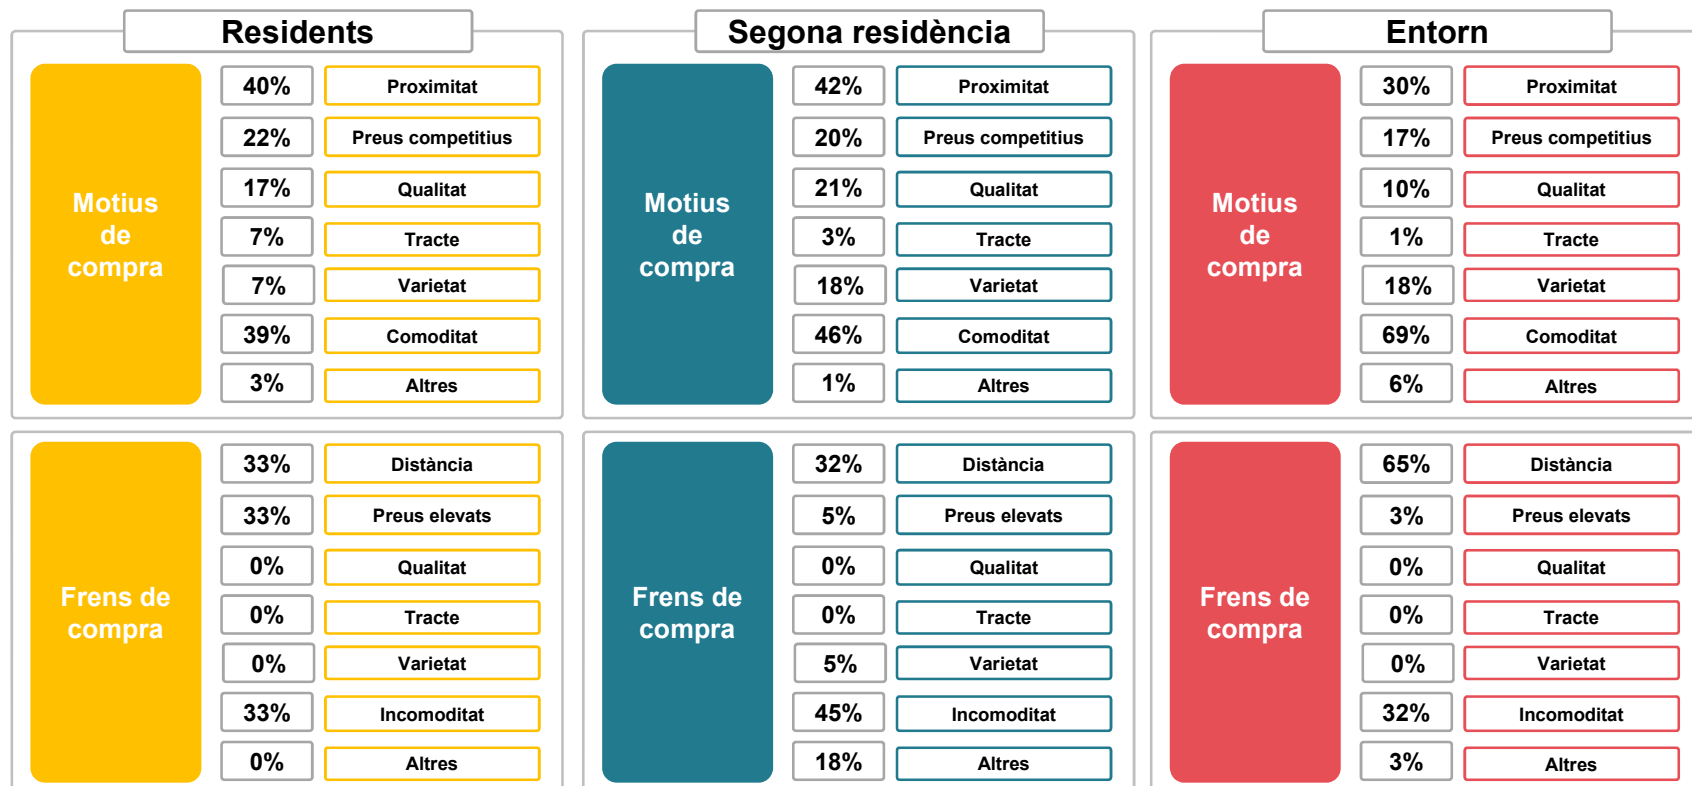 Residents
Motius
de
compra
40% Proximitat
22% Preus competitius
17% Qualitat
7% Tracte
7% Varietat
39% Comoditat
3% Altres
Frens de
compra
33% Distància
33% Preus elevats
0% Qualitat
0% Tracte
0% Varietat
33% Incomoditat
0% Altres
Segona residència
Motius
de
compra
42% Proximitat
20% Preus competitius
21% Qualitat
3% Tracte
18% Varietat
46% Comoditat
1% Altres
Frens de
compra
32% Distància
5% Preus elevats
0% Qualitat
0% Tracte
5% Varietat
45% Incomoditat
18% Altres
Entorn
Motius
de
compra
30% Proximitat
17% Preus competitius
10% Qualitat
1% Tracte
18% Varietat
69% Comoditat
6% Altres
Frens de
compra
65% Distància
3% Preus elevats
0% Qualitat
0% Tracte
0% Varietat
32% Incomoditat
3% Altres